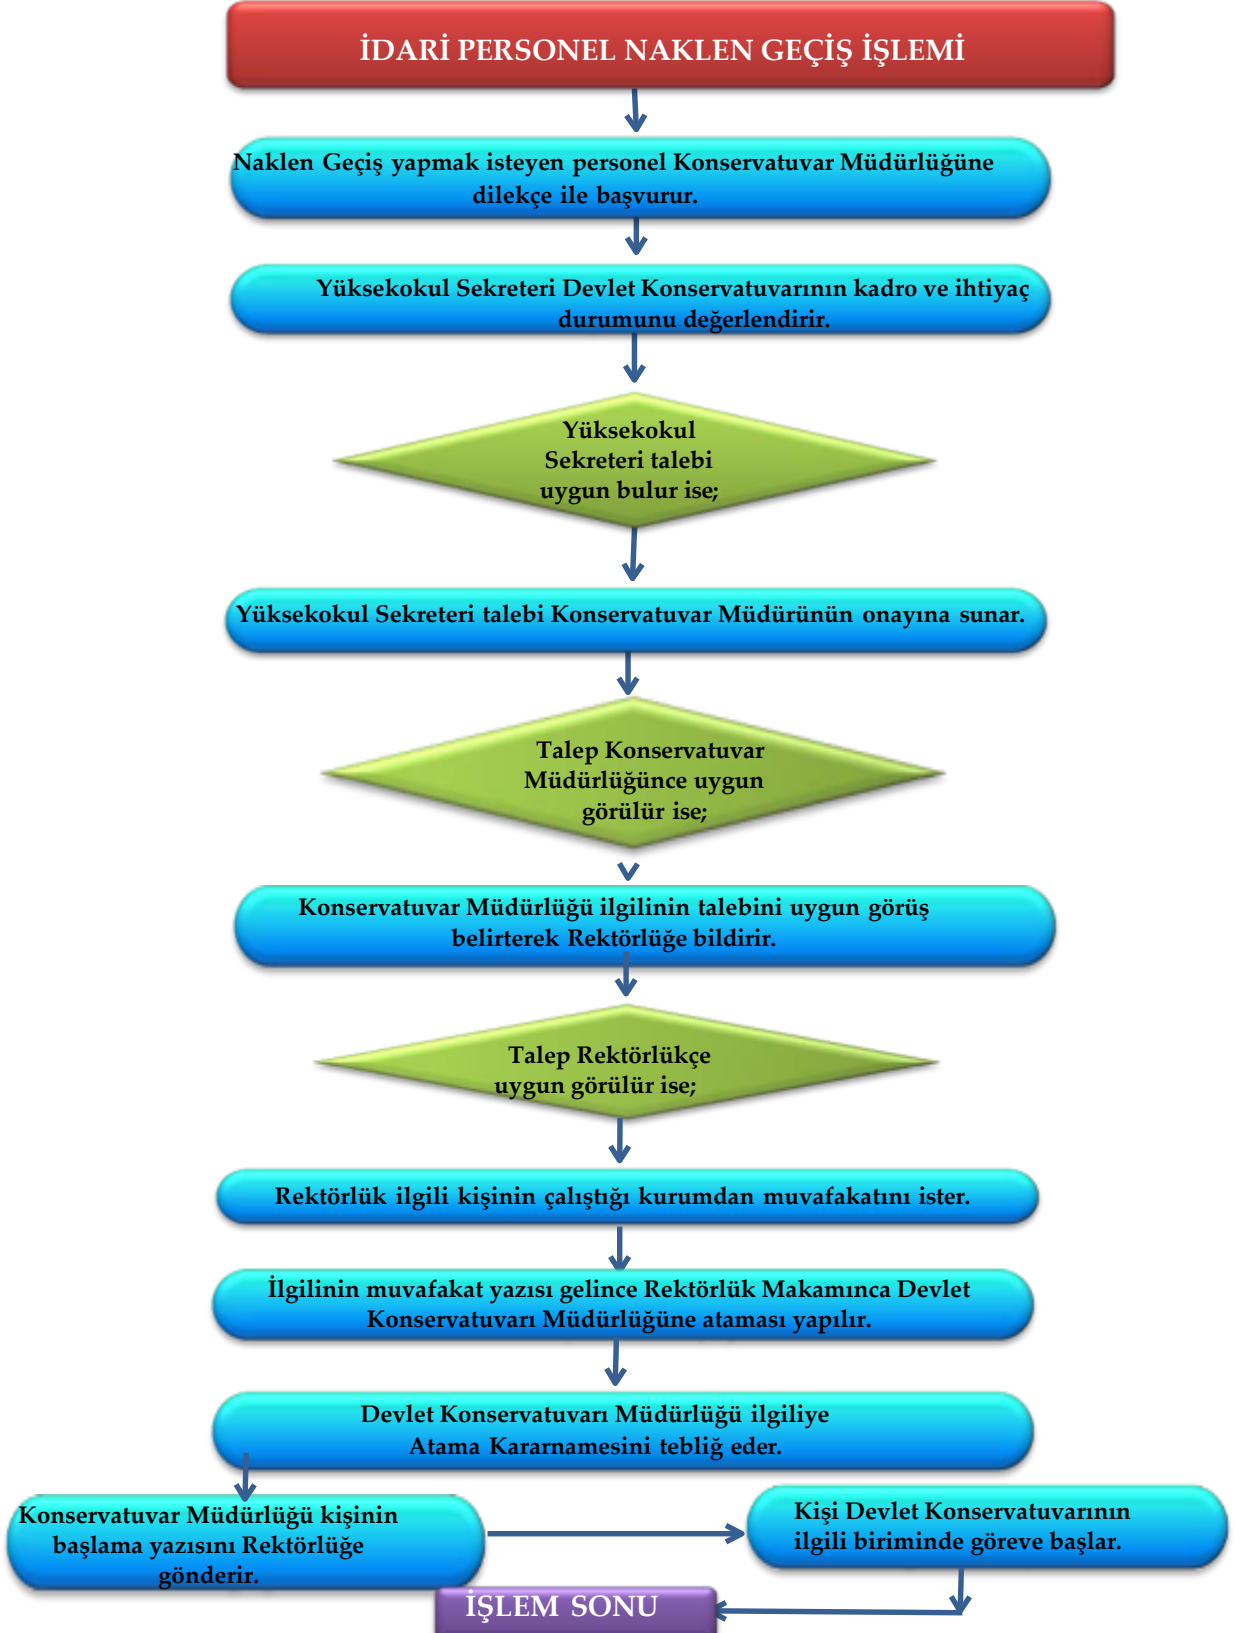 İDARİ PERSONEL NAKLEN GEÇİŞ İŞLEMİ
Naklen Geçiş yapmak isteyen personel Konservatuvar Müdürlüğüne
dilekçe ile başvurur.
Yüksekokul Sekreteri Devlet Konservatuvarının kadro ve ihtiyaç
durumunu değerlendirir.
Yüksekokul
Sekreteri talebi
uygun bulur ise;
Yüksekokul Sekreteri talebi Konservatuvar Müdürünün onayına sunar.
Talep Konservatuvar
Müdürlüğünce uygun
görülür ise;
Konservatuvar Müdürlüğü ilgilinin talebini uygun görüş
belirterek Rektörlüğe bildirir.
Talep Rektörlükçe
uygun görülür ise;
Rektörlük ilgili kişinin çalıştığı kurumdan muvafakatını ister.
İlgilinin muvafakat yazısı gelince Rektörlük Makamınca Devlet
Konservatuvarı Müdürlüğüne ataması yapılır.
Devlet Konservatuvarı Müdürlüğü ilgiliye
Atama Kararnamesini tebliğ eder.
Konservatuvar Müdürlüğü kişinin
başlama yazısını Rektörlüğe
gönderir.
Kişi Devlet Konservatuvarının
ilgili biriminde göreve başlar.
İŞLEM SONU